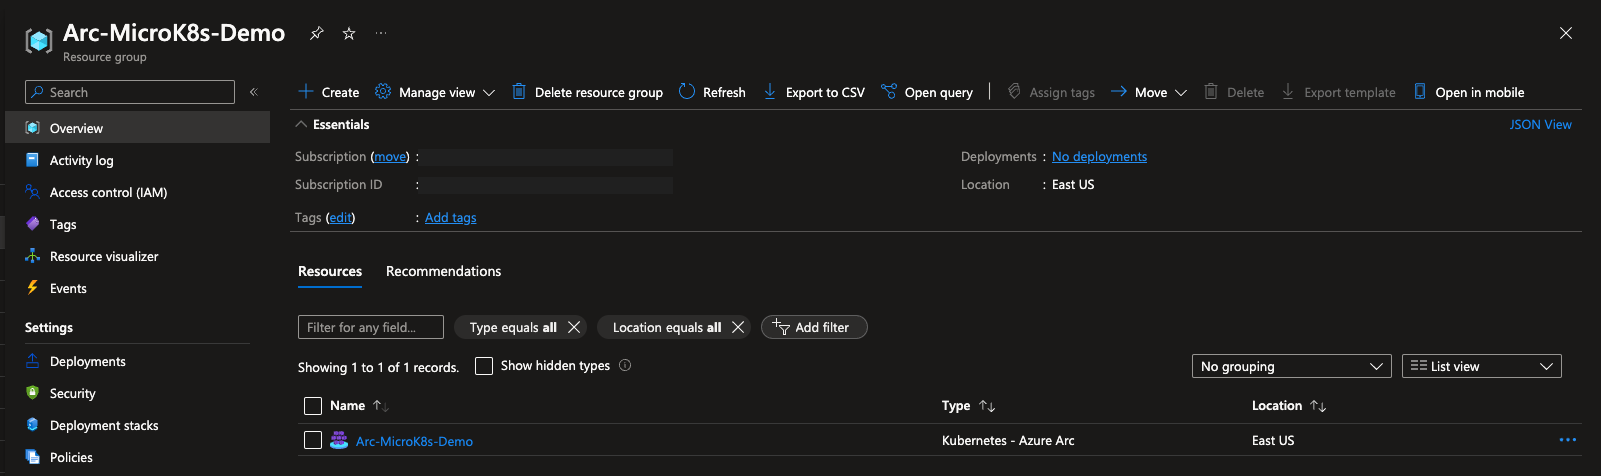 Arc-MicroK8s-Demo
Resource group
Search
Overview
Activity log
Access control (IAM)
Tags
Resource visualizer
Events
Settings
Deployments
Security
Deployment stacks
Policies
Create Manage view Delete resource group Refresh Export to CSV Open query Assign tags Move Delete Export template Open in mobile
Essentials JSON View
Subscription (move) : Deployments : No deployments
Subscription ID : Location : East US
Tags (edit) : Add tags
Resources Recommendations
Filter for any field... Type equals all Location equals all Add filter
Showing 1 to 1 of 1 records. Show hidden types No grouping List view
Name Type Location
Arc-MicroK8s-Demo Kubernetes - Azure Arc East US